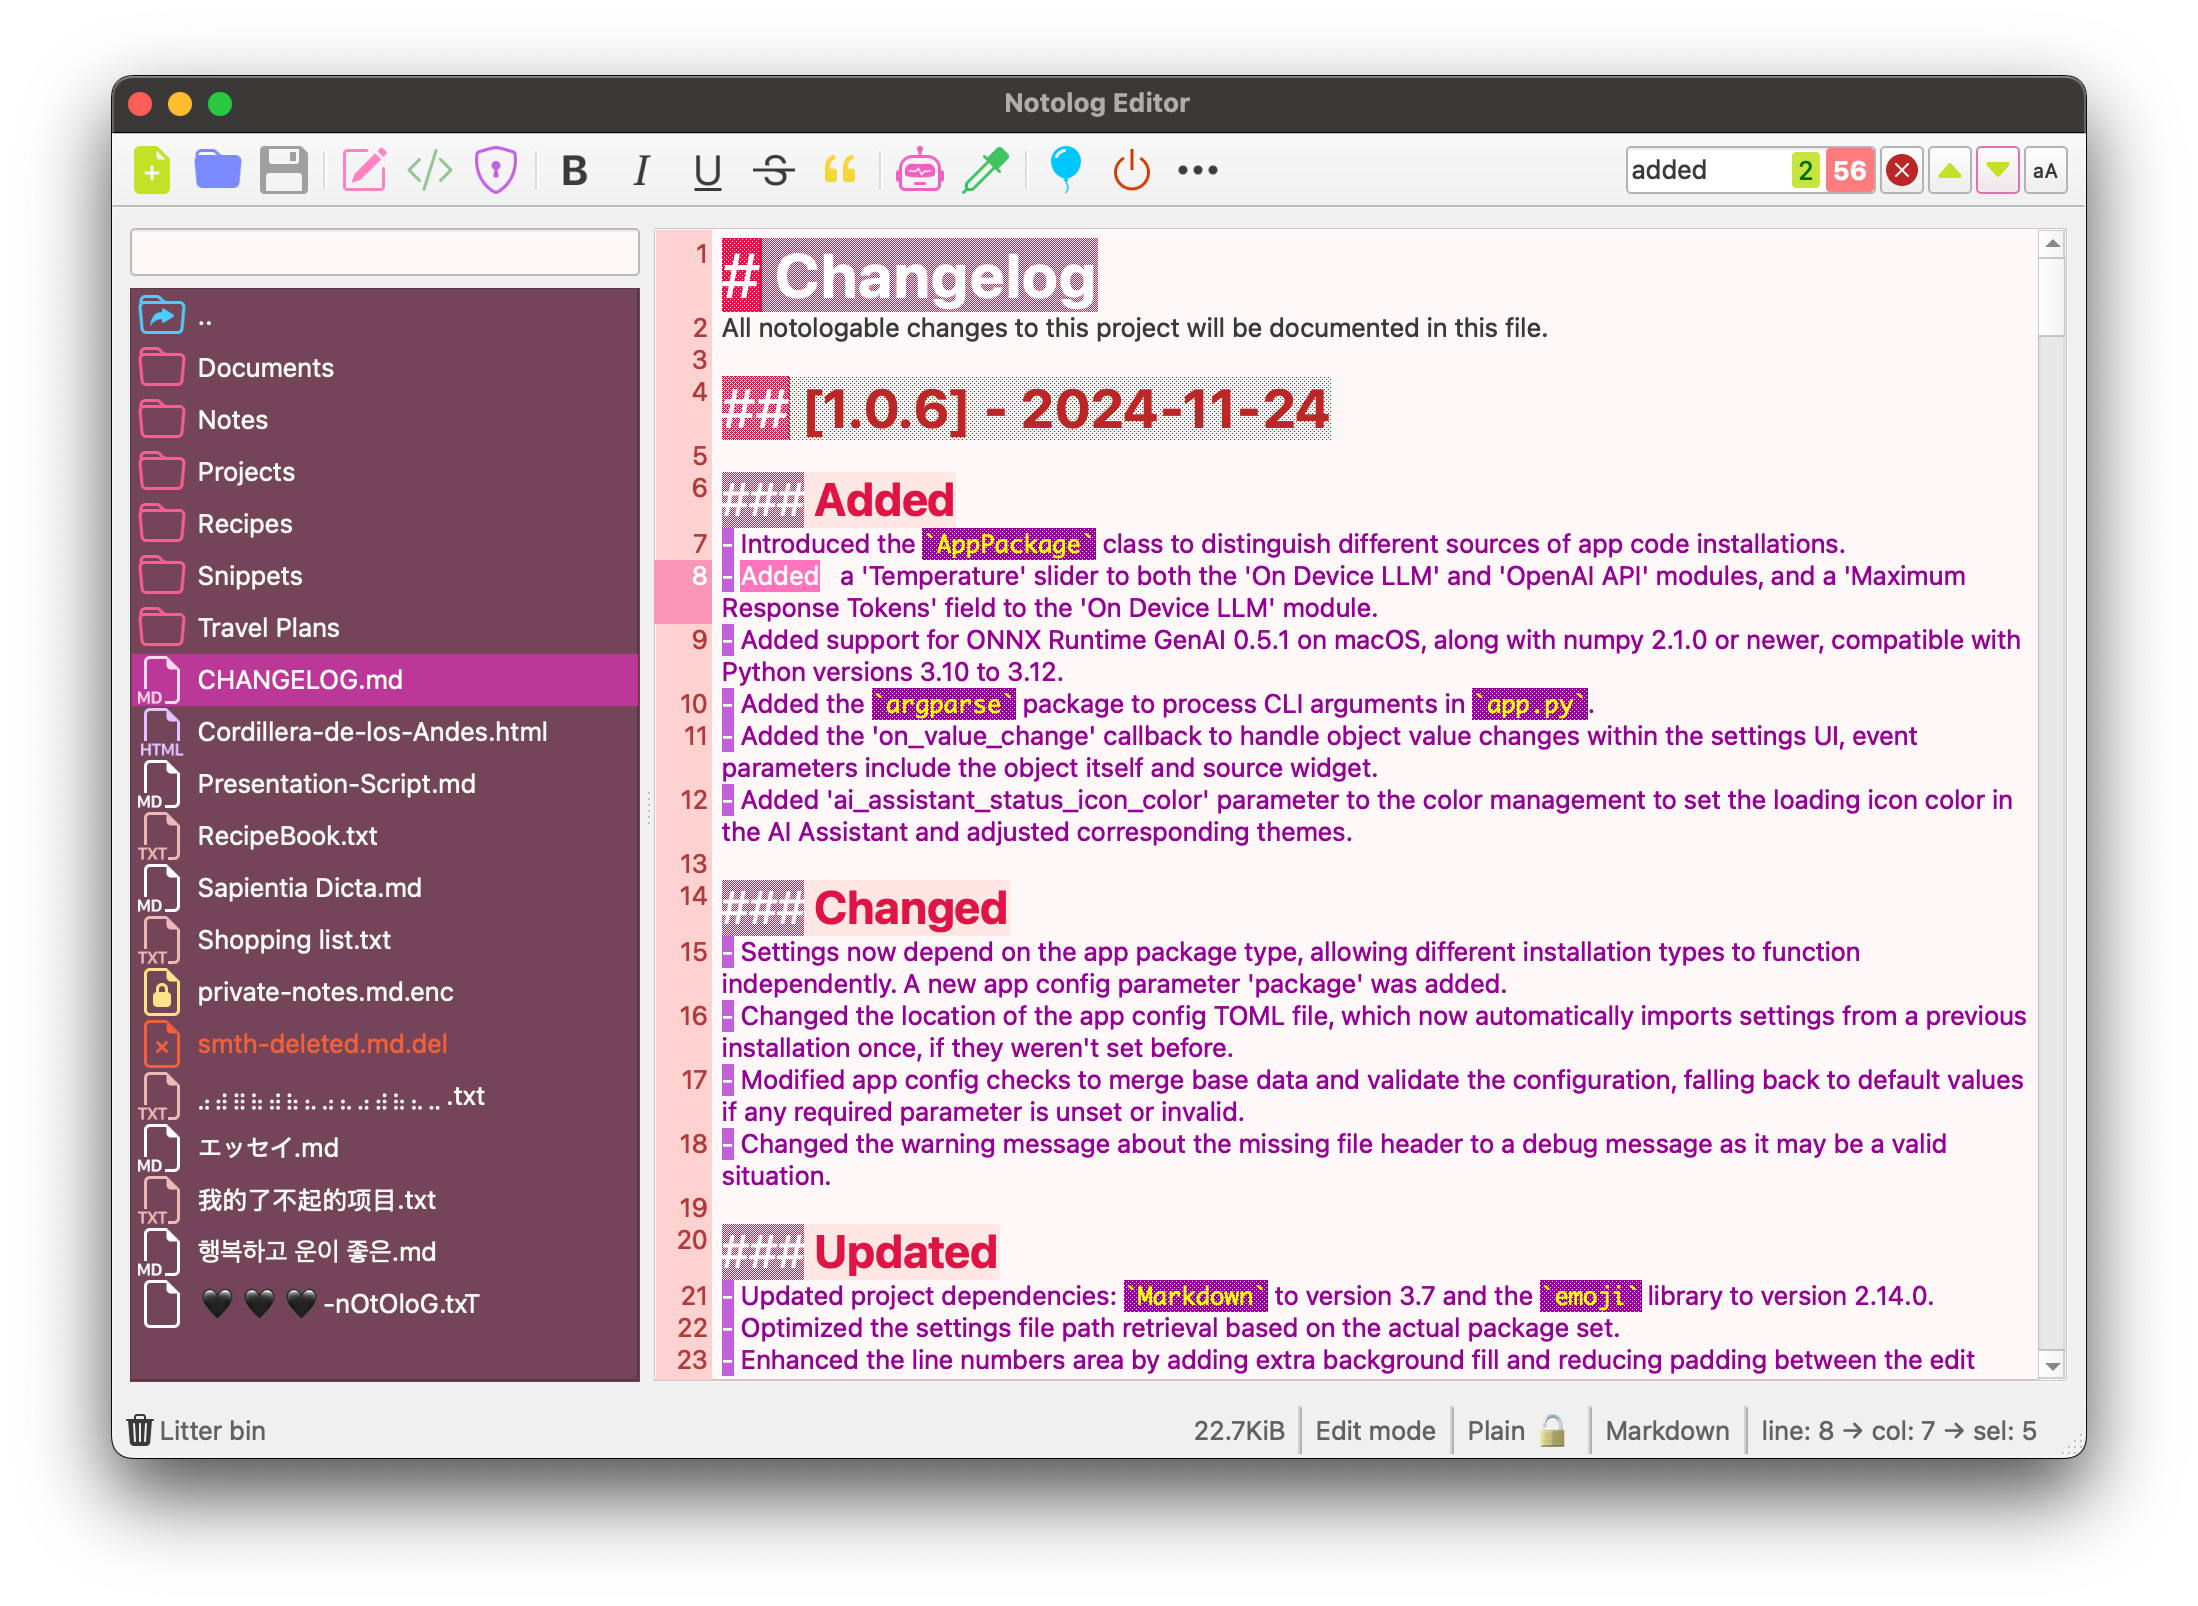 Notolog Editor
B I U S
added 2 56 aA
..
Documents
Notes
Projects
Recipes
Snippets
Travel Plans
MD CHANGELOG.md
HTML Cordillera-de-los-Andes.html
MD Presentation-Script.md
TXT RecipeBook.txt
MD Sapientia Dicta.md
TXT Shopping list.txt
private-notes.md.enc
smth-deleted.md.del
TXT .txt
MD エッセイ.md
TXT 我的了不起的项目.txt
MD 행복하고 운이 좋은.md
🖤 🖤 🖤 -nOtOloG.txT
1 # Changelog
2 All notologable changes to this project will be documented in this file.
3
4 ## [1.0.6] - 2024-11-24
5
6 ### Added
7 - Introduced the `AppPackage` class to distinguish different sources of app code installations.
8 - Added a 'Temperature' slider to both the 'On Device LLM' and 'OpenAI API' modules, and a 'Maximum
Response Tokens' field to the 'On Device LLM' module.
9 - Added support for ONNX Runtime GenAI 0.5.1 on macOS, along with numpy 2.1.0 or newer, compatible with
Python versions 3.10 to 3.12.
10 - Added the `argparse` package to process CLI arguments in `app.py`.
11 - Added the 'on_value_change' callback to handle object value changes within the settings UI, event
parameters include the object itself and source widget.
12 - Added 'ai_assistant_status_icon_color' parameter to the color management to set the loading icon color in
the AI Assistant and adjusted corresponding themes.
13
14 ### Changed
15 - Settings now depend on the app package type, allowing different installation types to function
independently. A new app config parameter 'package' was added.
16 - Changed the location of the app config TOML file, which now automatically imports settings from a previous
installation once, if they weren't set before.
17 - Modified app config checks to merge base data and validate the configuration, falling back to default values
if any required parameter is unset or invalid.
18 - Changed the warning message about the missing file header to a debug message as it may be a valid
situation.
19
20 ### Updated
21 - Updated project dependencies: `Markdown` to version 3.7 and the `emoji` library to version 2.14.0.
22 - Optimized the settings file path retrieval based on the actual package set.
23 - Enhanced the line numbers area by adding extra background fill and reducing padding between the edit
Litter bin
22.7KiB Edit mode Plain Markdown line: 8 → col: 7 → sel: 5